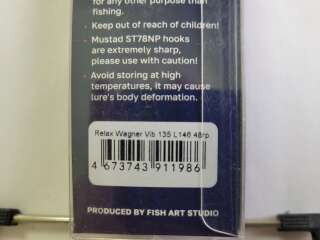 for any other purpose than
fishing.
- Keep out of reach of children!
- Mustad ST78NP hooks
are extremely sharp,
please use with caution!
- Avoid storing at high
temperatures, it may cause
lure's body deformation.
Relax Wagner Vib 135 L146 48гр
4 673743 911986
PRODUCED BY FISH ART STUDIO